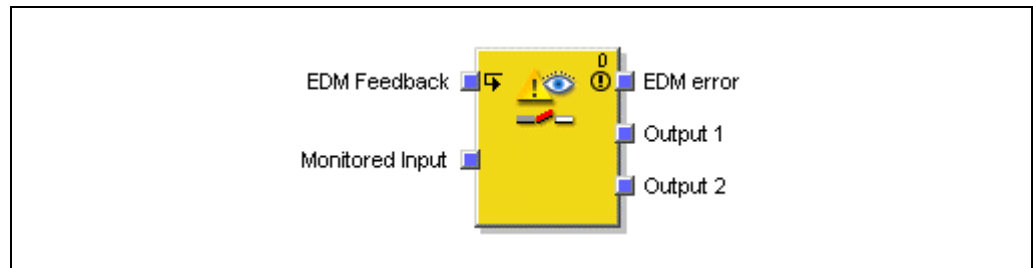 0
EDM Feedback
EDM error
Output 1
Monitored Input
Output 2